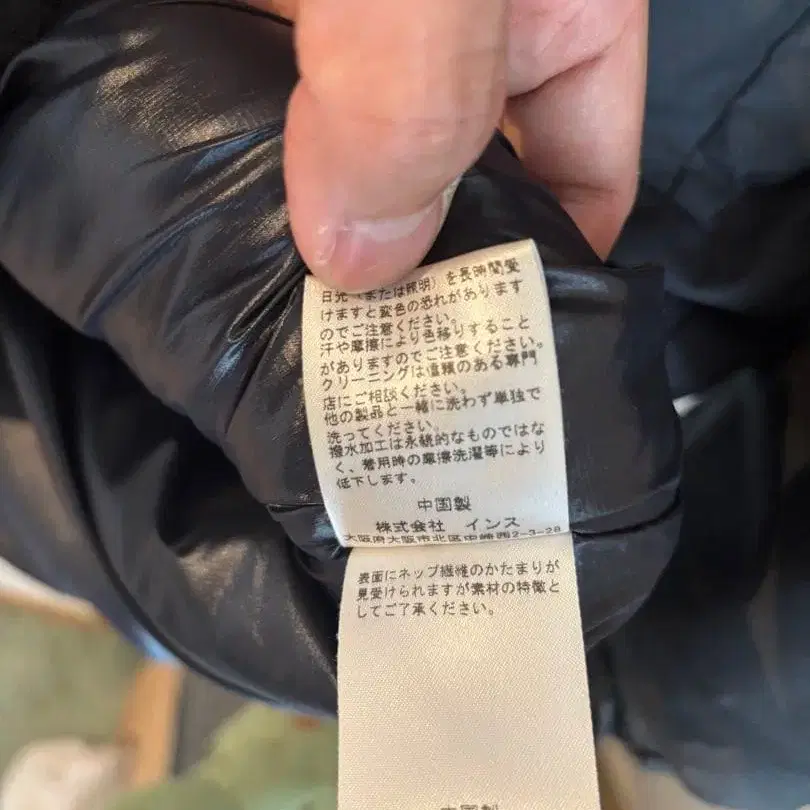 日光（または照明）を長時間受
けますと変色の恐れがあります
のでご注意ください。
汗や摩擦により色移りすること
がありますのでご注意ください。
クリーニングは信頼のある専門
店にご相談ください。
他の製品と一緒に洗わず単独で
洗ってください。
撥水加工は永続的なものではな
く、着用時の摩擦洗濯等により
低下します。
中国製
株式会社 インス
大阪府大阪市北区中崎西2-3-28
表面にネップ繊維のかたまりが
見受けられますが素材の特徴と
してご了承ください。
中国製